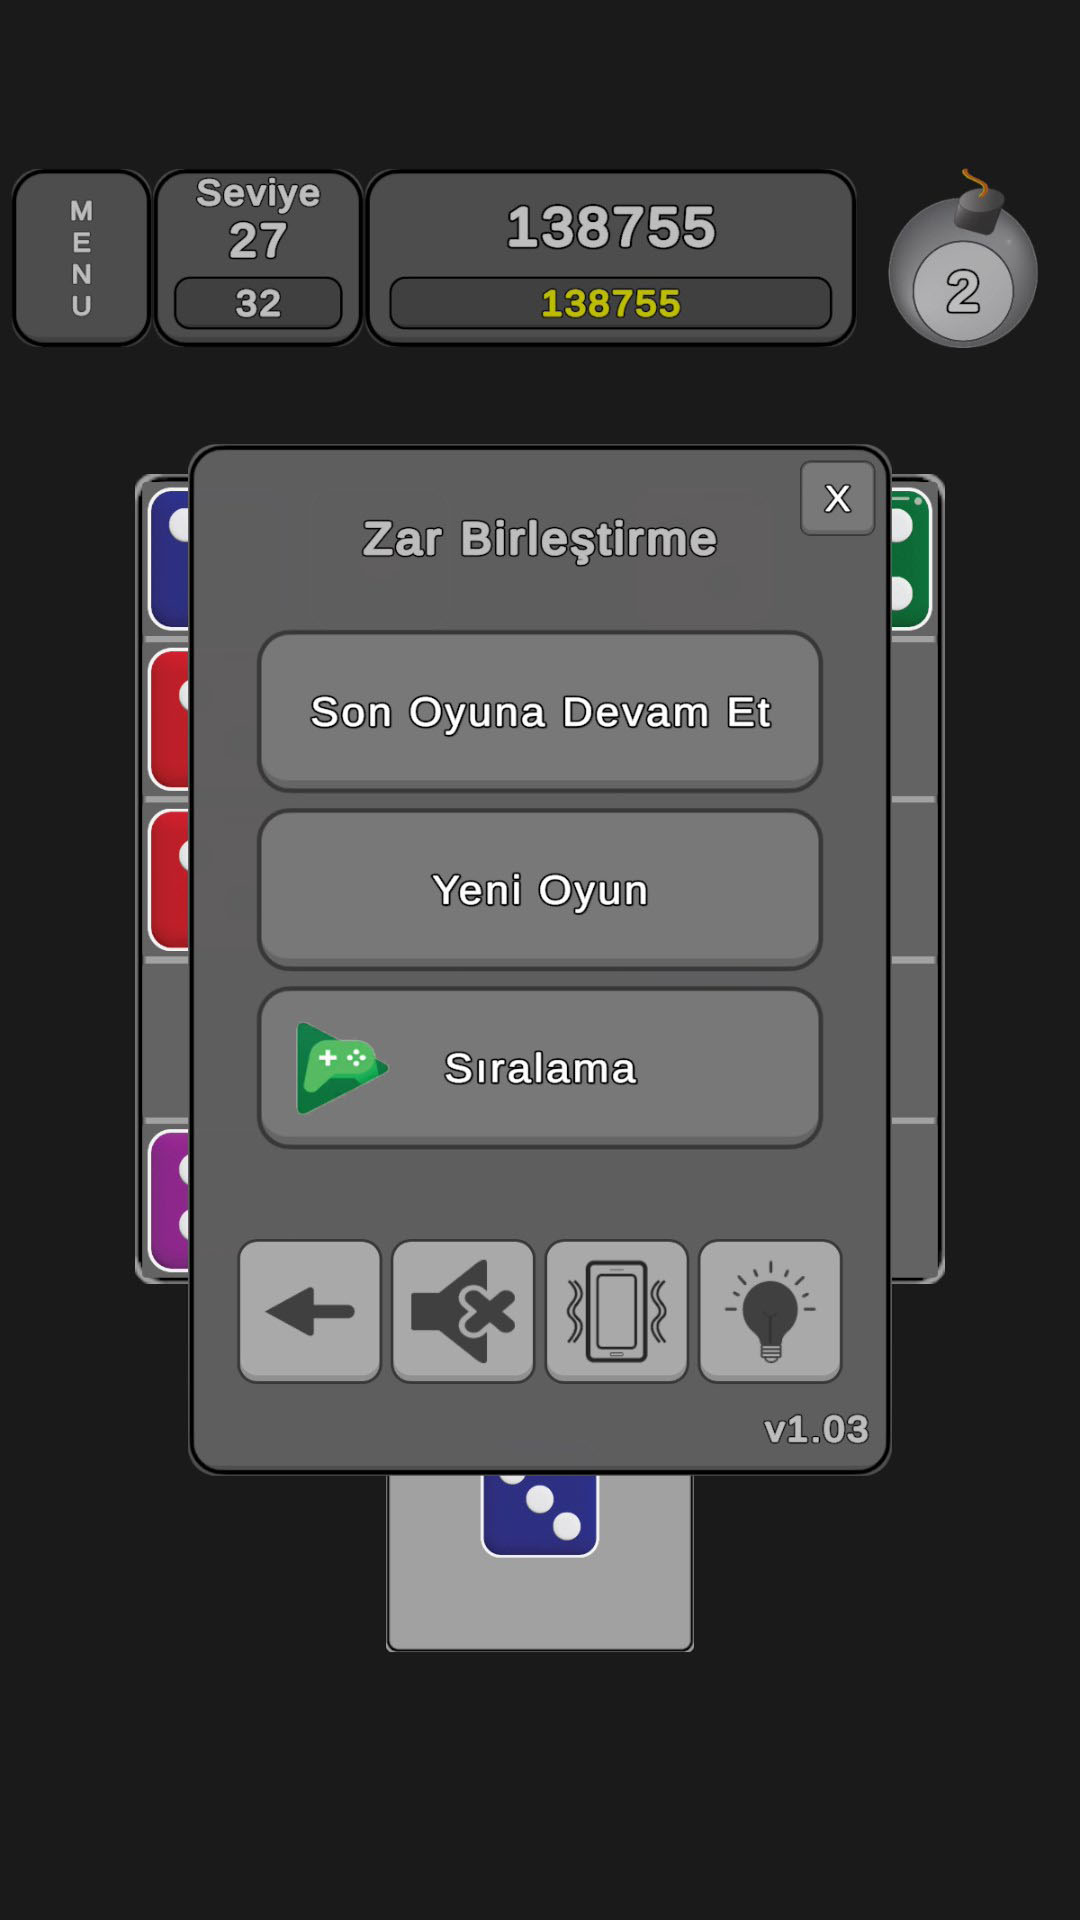 MENU
Seviye
27
32
138755
138755
2
X
Zar Birleştirme
Son Oyuna Devam Et
Yeni Oyun
Sıralama
v1.03